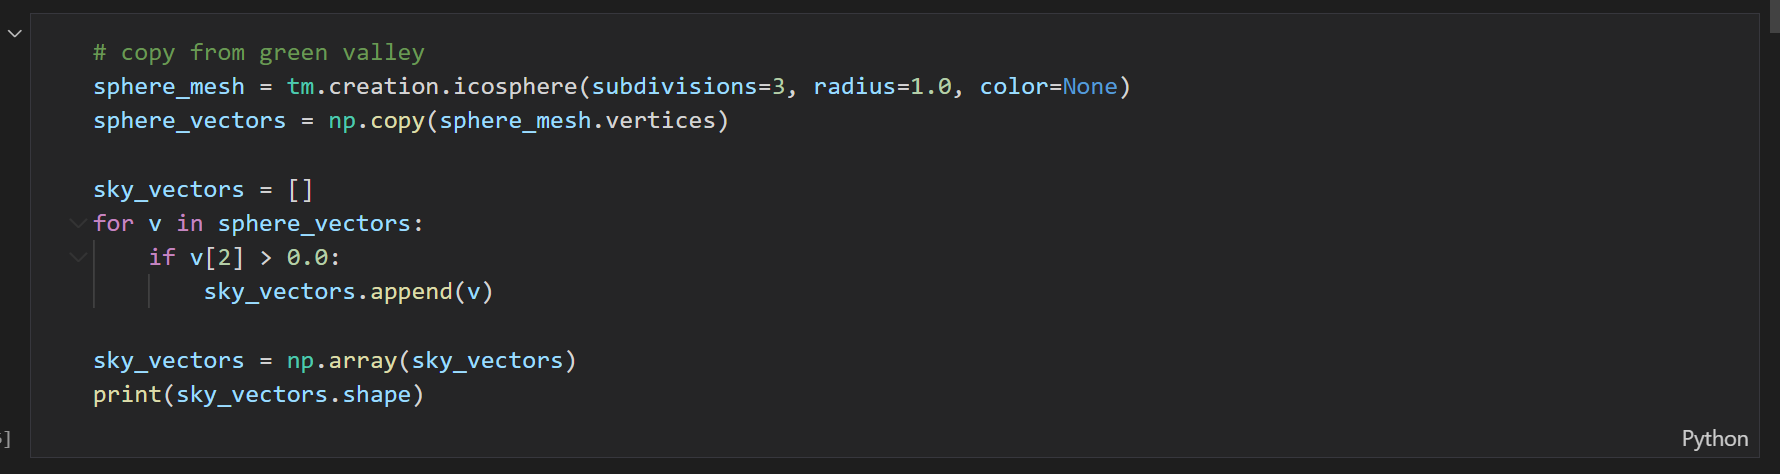 # copy from green valley
sphere_mesh = tm.creation.icosphere(subdivisions=3, radius=1.0, color=None)
sphere_vectors = np.copy(sphere_mesh.vertices)
sky_vectors = []
for v in sphere_vectors:
    if v[2] > 0.0:
        sky_vectors.append(v)
sky_vectors = np.array(sky_vectors)
print(sky_vectors.shape)
]
Python